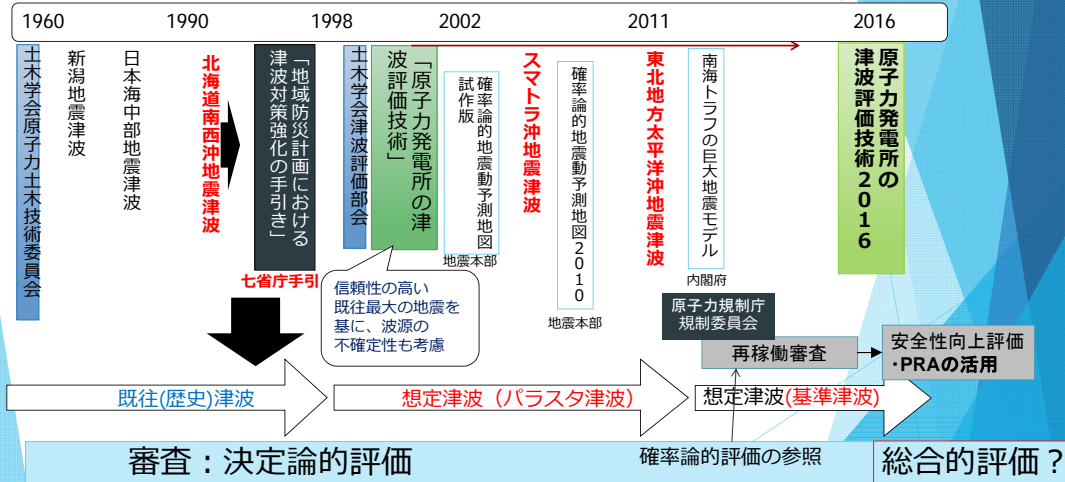 1960 1990 1998 2002 2011 2016
土木学会原子力土木技術委員会
新潟地震津波
日本海中部地震津波
北海道南西沖地震津波
「地域防災計画における
津波対策強化の手引き」
七省庁手引
土木学会津波評価部会
「原子力発電所の津
波評価技術」
信頼性の高い
既往最大の地震を
基に、波源の
不確定性も考慮
確率論的地震動予測地図
試作版
地震本部
スマトラ沖地震津波
確率論的地震動予測地図2010
地震本部
東北地方太平洋沖地震津波
南海トラフの巨大地震モデル
内閣府
原子力発電所の
津波評価技術2016
原子力規制庁
規制委員会
再稼働審査
安全性向上評価
・PRAの活用
既往(歴史)津波
想定津波（パラスタ津波）
想定津波(基準津波)
審査：決定論的評価
確率論的評価の参照
総合的評価？